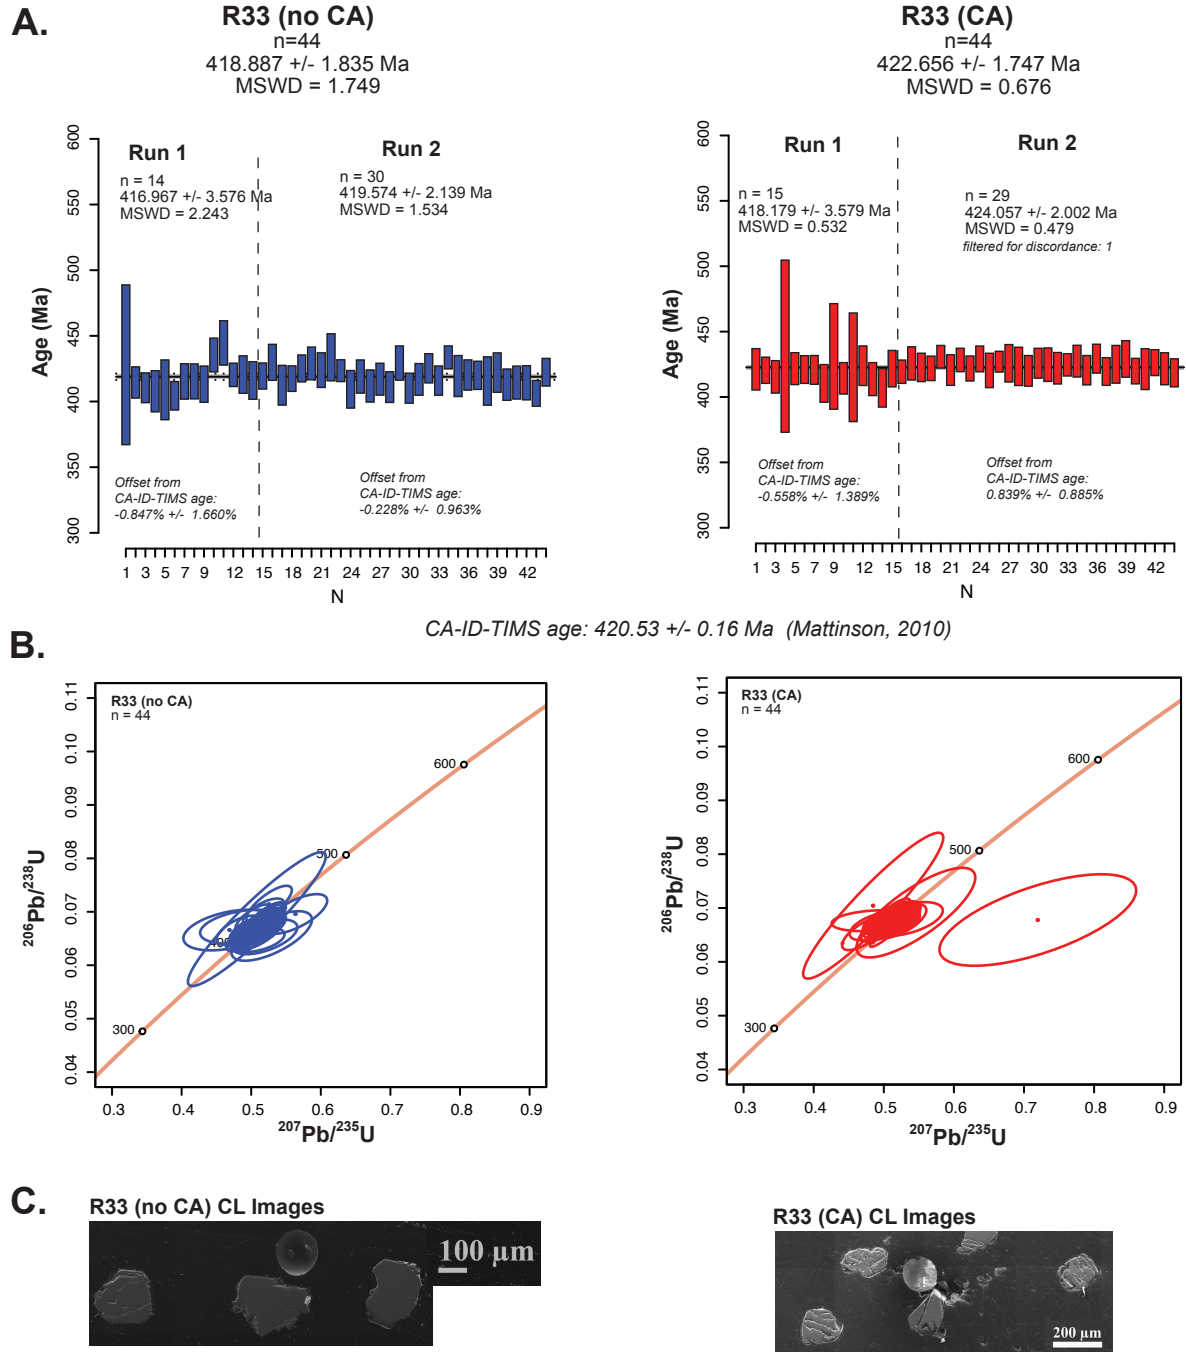 A.
R33 (no CA)
n=44
418.887 +/- 1.835 Ma
MSWD = 1.749
Run 1
n = 14
416.967 +/- 3.576 Ma
MSWD = 2.243
Run 2
n = 30
419.574 +/- 2.139 Ma
MSWD = 1.534
Age (Ma)
600
550
500
450
400
350
300
Offset from
CA-ID-TIMS age:
-0.847% +/- 1.660%
Offset from
CA-ID-TIMS age:
-0.228% +/- 0.963%
1 3 5 7 9 12 15 18 21 24 27 30 33 36 39 42
N
R33 (CA)
n=44
422.656 +/- 1.747 Ma
MSWD = 0.676
Run 1
n = 15
418.179 +/- 3.579 Ma
MSWD = 0.532
Run 2
n = 29
424.057 +/- 2.002 Ma
MSWD = 0.479
filtered for discordance: 1
Age (Ma)
600
550
500
450
400
350
300
Offset from
CA-ID-TIMS age:
-0.558% +/- 1.389%
Offset from
CA-ID-TIMS age:
0.839% +/- 0.885%
1 3 5 7 9 12 15 18 21 24 27 30 33 36 39 42
N
CA-ID-TIMS age: 420.53 +/- 0.16 Ma (Mattinson, 2010)
B.
R33 (no CA)
n = 44
600
500
400
300
206Pb/238U
0.11
0.10
0.09
0.08
0.07
0.06
0.05
0.04
0.3 0.4 0.5 0.6 0.7 0.8 0.9
207Pb/235U
R33 (CA)
n = 44
600
500
300
206Pb/238U
0.11
0.10
0.09
0.08
0.07
0.06
0.05
0.04
0.3 0.4 0.5 0.6 0.7 0.8 0.9
207Pb/235U
C.
R33 (no CA) CL Images
100 µm
R33 (CA) CL Images
200 µm